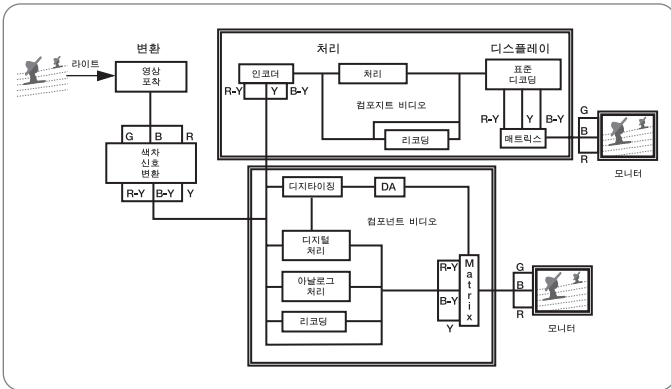 변환
처리
디스플레이
라이트
영상
포착
인코더
R-Y
Y
B-Y
처리
표준
디코딩
컴포지트 비디오
리코딩
R-Y
Y
B-Y
매트릭스
G
B
R
모니터
G
B
R
색차
신호
변환
R-Y
B-Y
Y
디지타이징
DA
컴포넌트 비디오
디지털
처리
아날로그
처리
리코딩
R-Y
B-Y
Y
Matrix
G
B
R
모니터